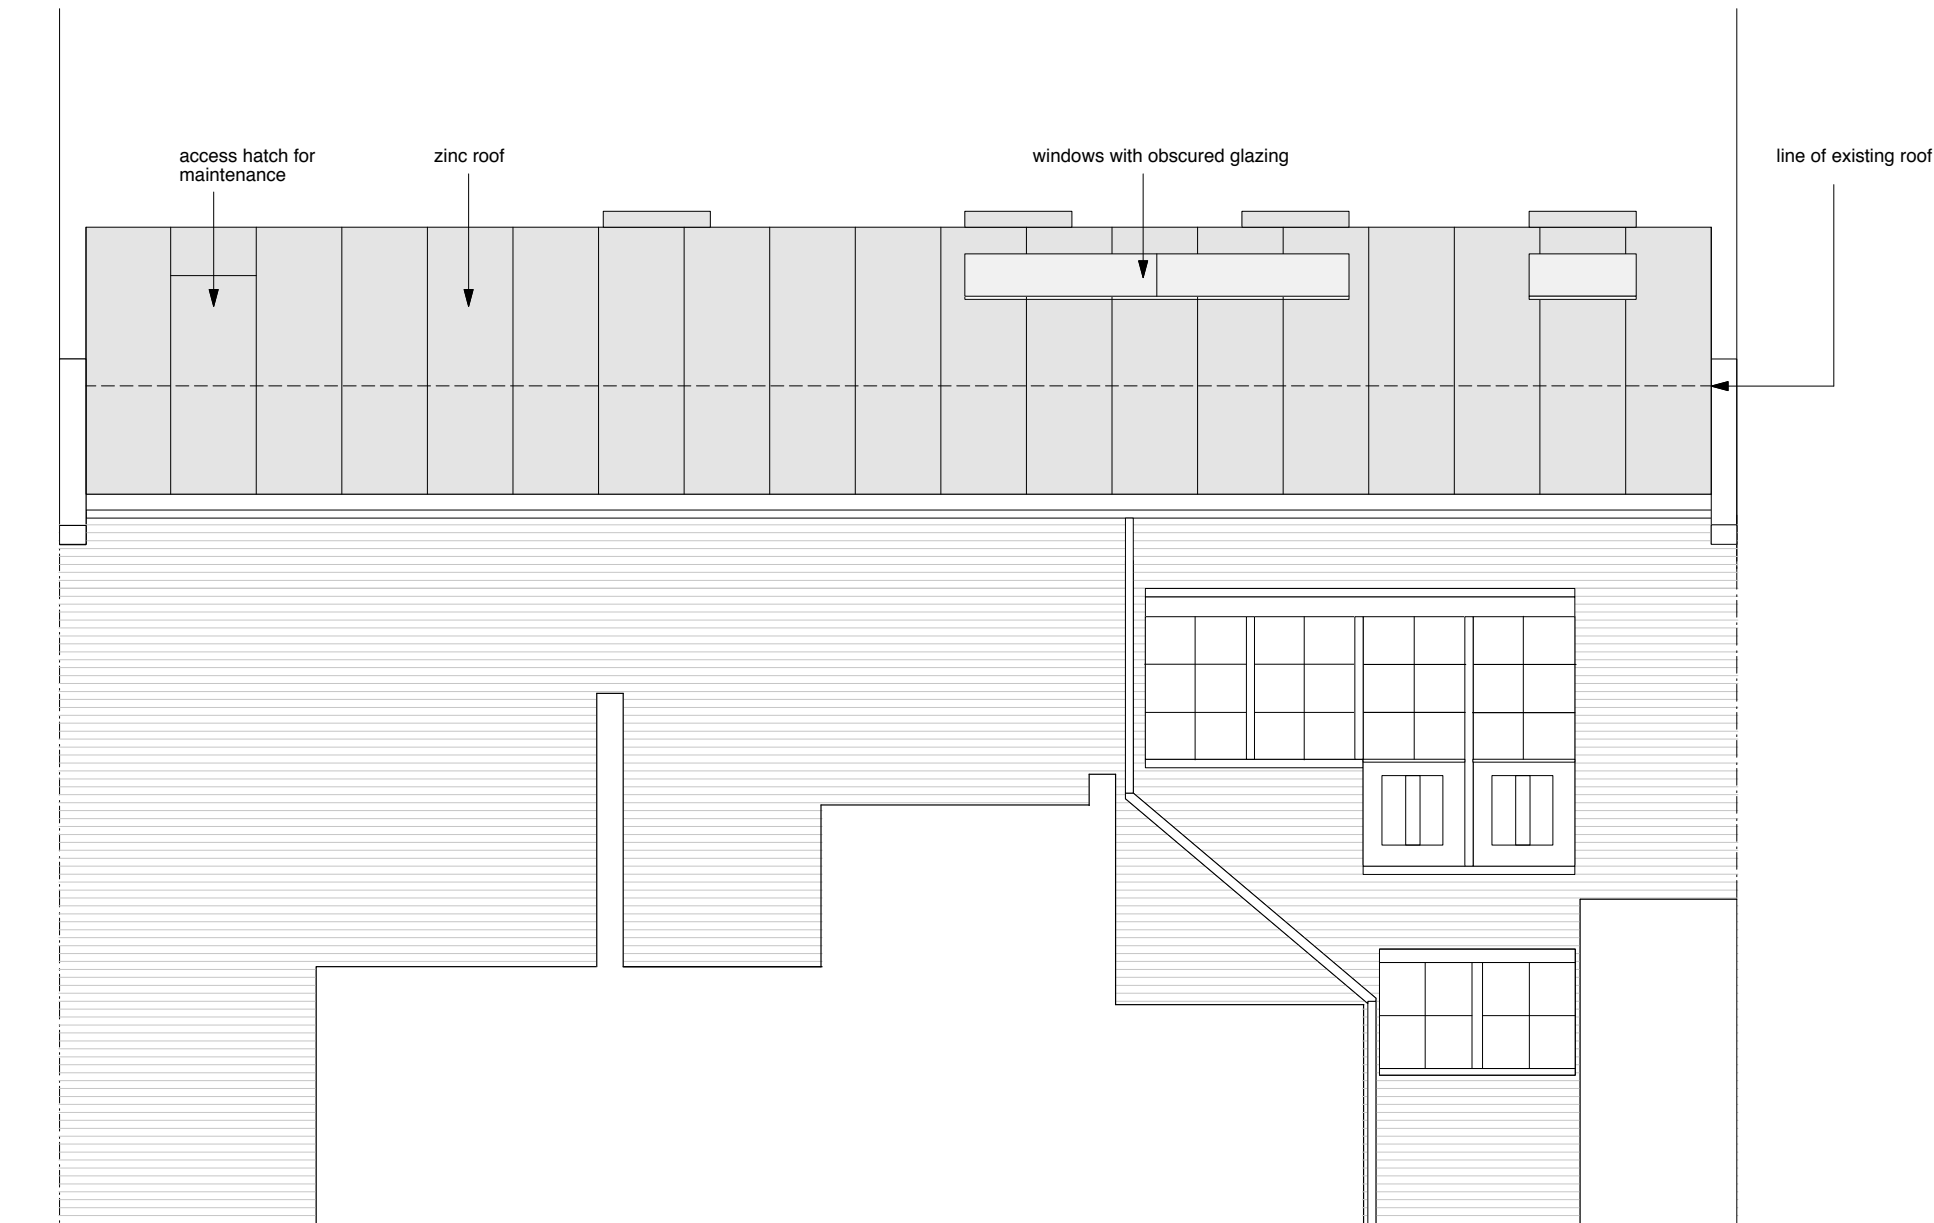 access hatch for
maintenance
zinc roof
windows with obscured glazing
line of existing roof